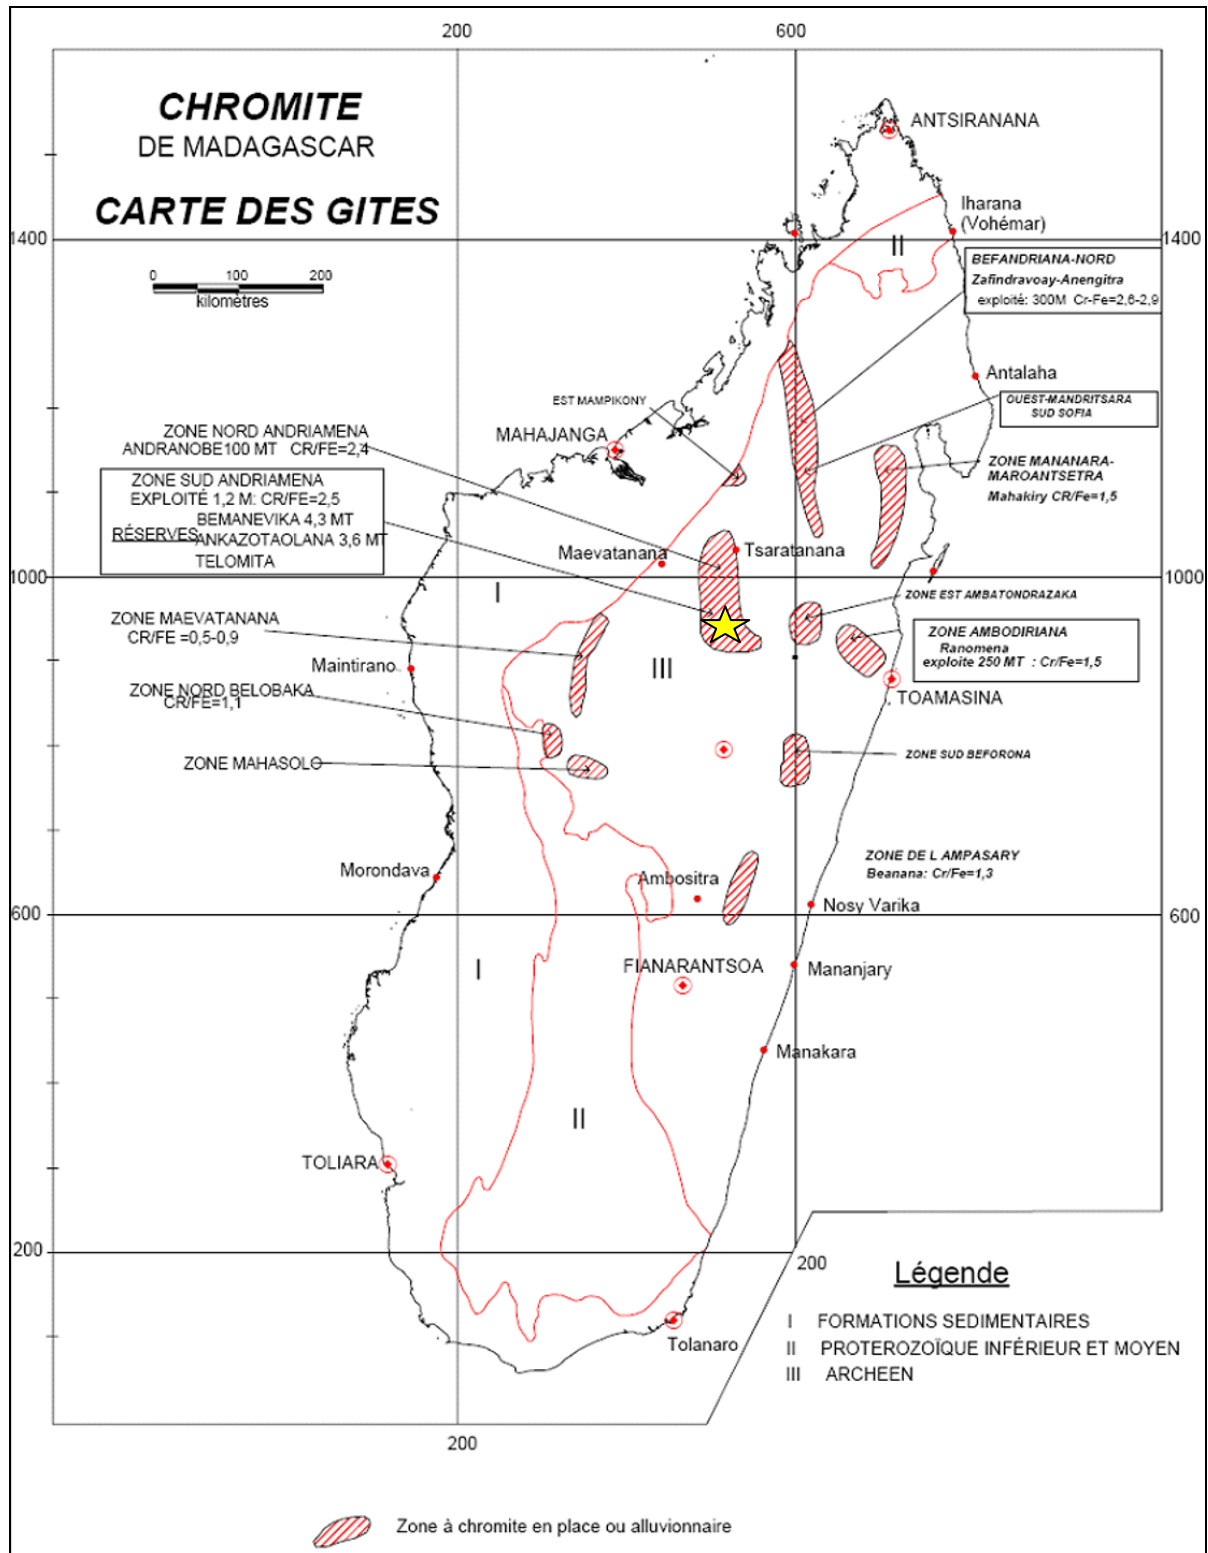 200
600
CHROMITE
DE MADAGASCAR
CARTE DES GITES
ANTSIRANANA
Iharana
(Vohémar)
1400
1400
II
0 100 200
kilomètres
BEFANDRIANA-NORD
Zafindravoay-Anengitra
exploité: 300M Cr-Fe=2,6-2,9
Antalaha
EST MAMPIKONY
OUEST-MANDRITSARA
SUD SOFIA
ZONE NORD ANDRIAMENA
ANDRANOBE100 MT CR/FE=2,4
MAHAJANGA
ZONE MANANARA-
MAROANTSETRA
Mahakiry CR/Fe=1,5
ZONE SUD ANDRIAMENA
EXPLOITÉ 1,2 M: CR/FE=2,5
BEMANEVIKA 4,3 MT
RÉSERVES
ANKAZOTAOLANA 3,6 MT
TELOMITA
Maevatanana
Tsaratanana
1000
1000
I
ZONE EST AMBATONDRAZAKA
ZONE MAEVATANANA
CR/FE =0,5-0,9
ZONE AMBODIRIANA
Ranomena
exploite 250 MT : Cr/Fe=1,5
Maintirano
III
ZONE NORD BELOBAKA
CR/FE=1,1
TOAMASINA
ZONE MAHASOLO
ZONE SUD BEFORONA
Morondava
Ambositra
ZONE DE L AMPASARY
Beanana: Cr/Fe=1,3
600
600
Nosy Varika
I
FIANARANTSOA
Mananjary
Manakara
II
TOLIARA
200
200
Légende
I FORMATIONS SEDIMENTAIRES
II PROTEROZOÏQUE INFÉRIEUR ET MOYEN
III ARCHEEN
Tolanaro
200
Zone à chromite en place ou alluvionnaire